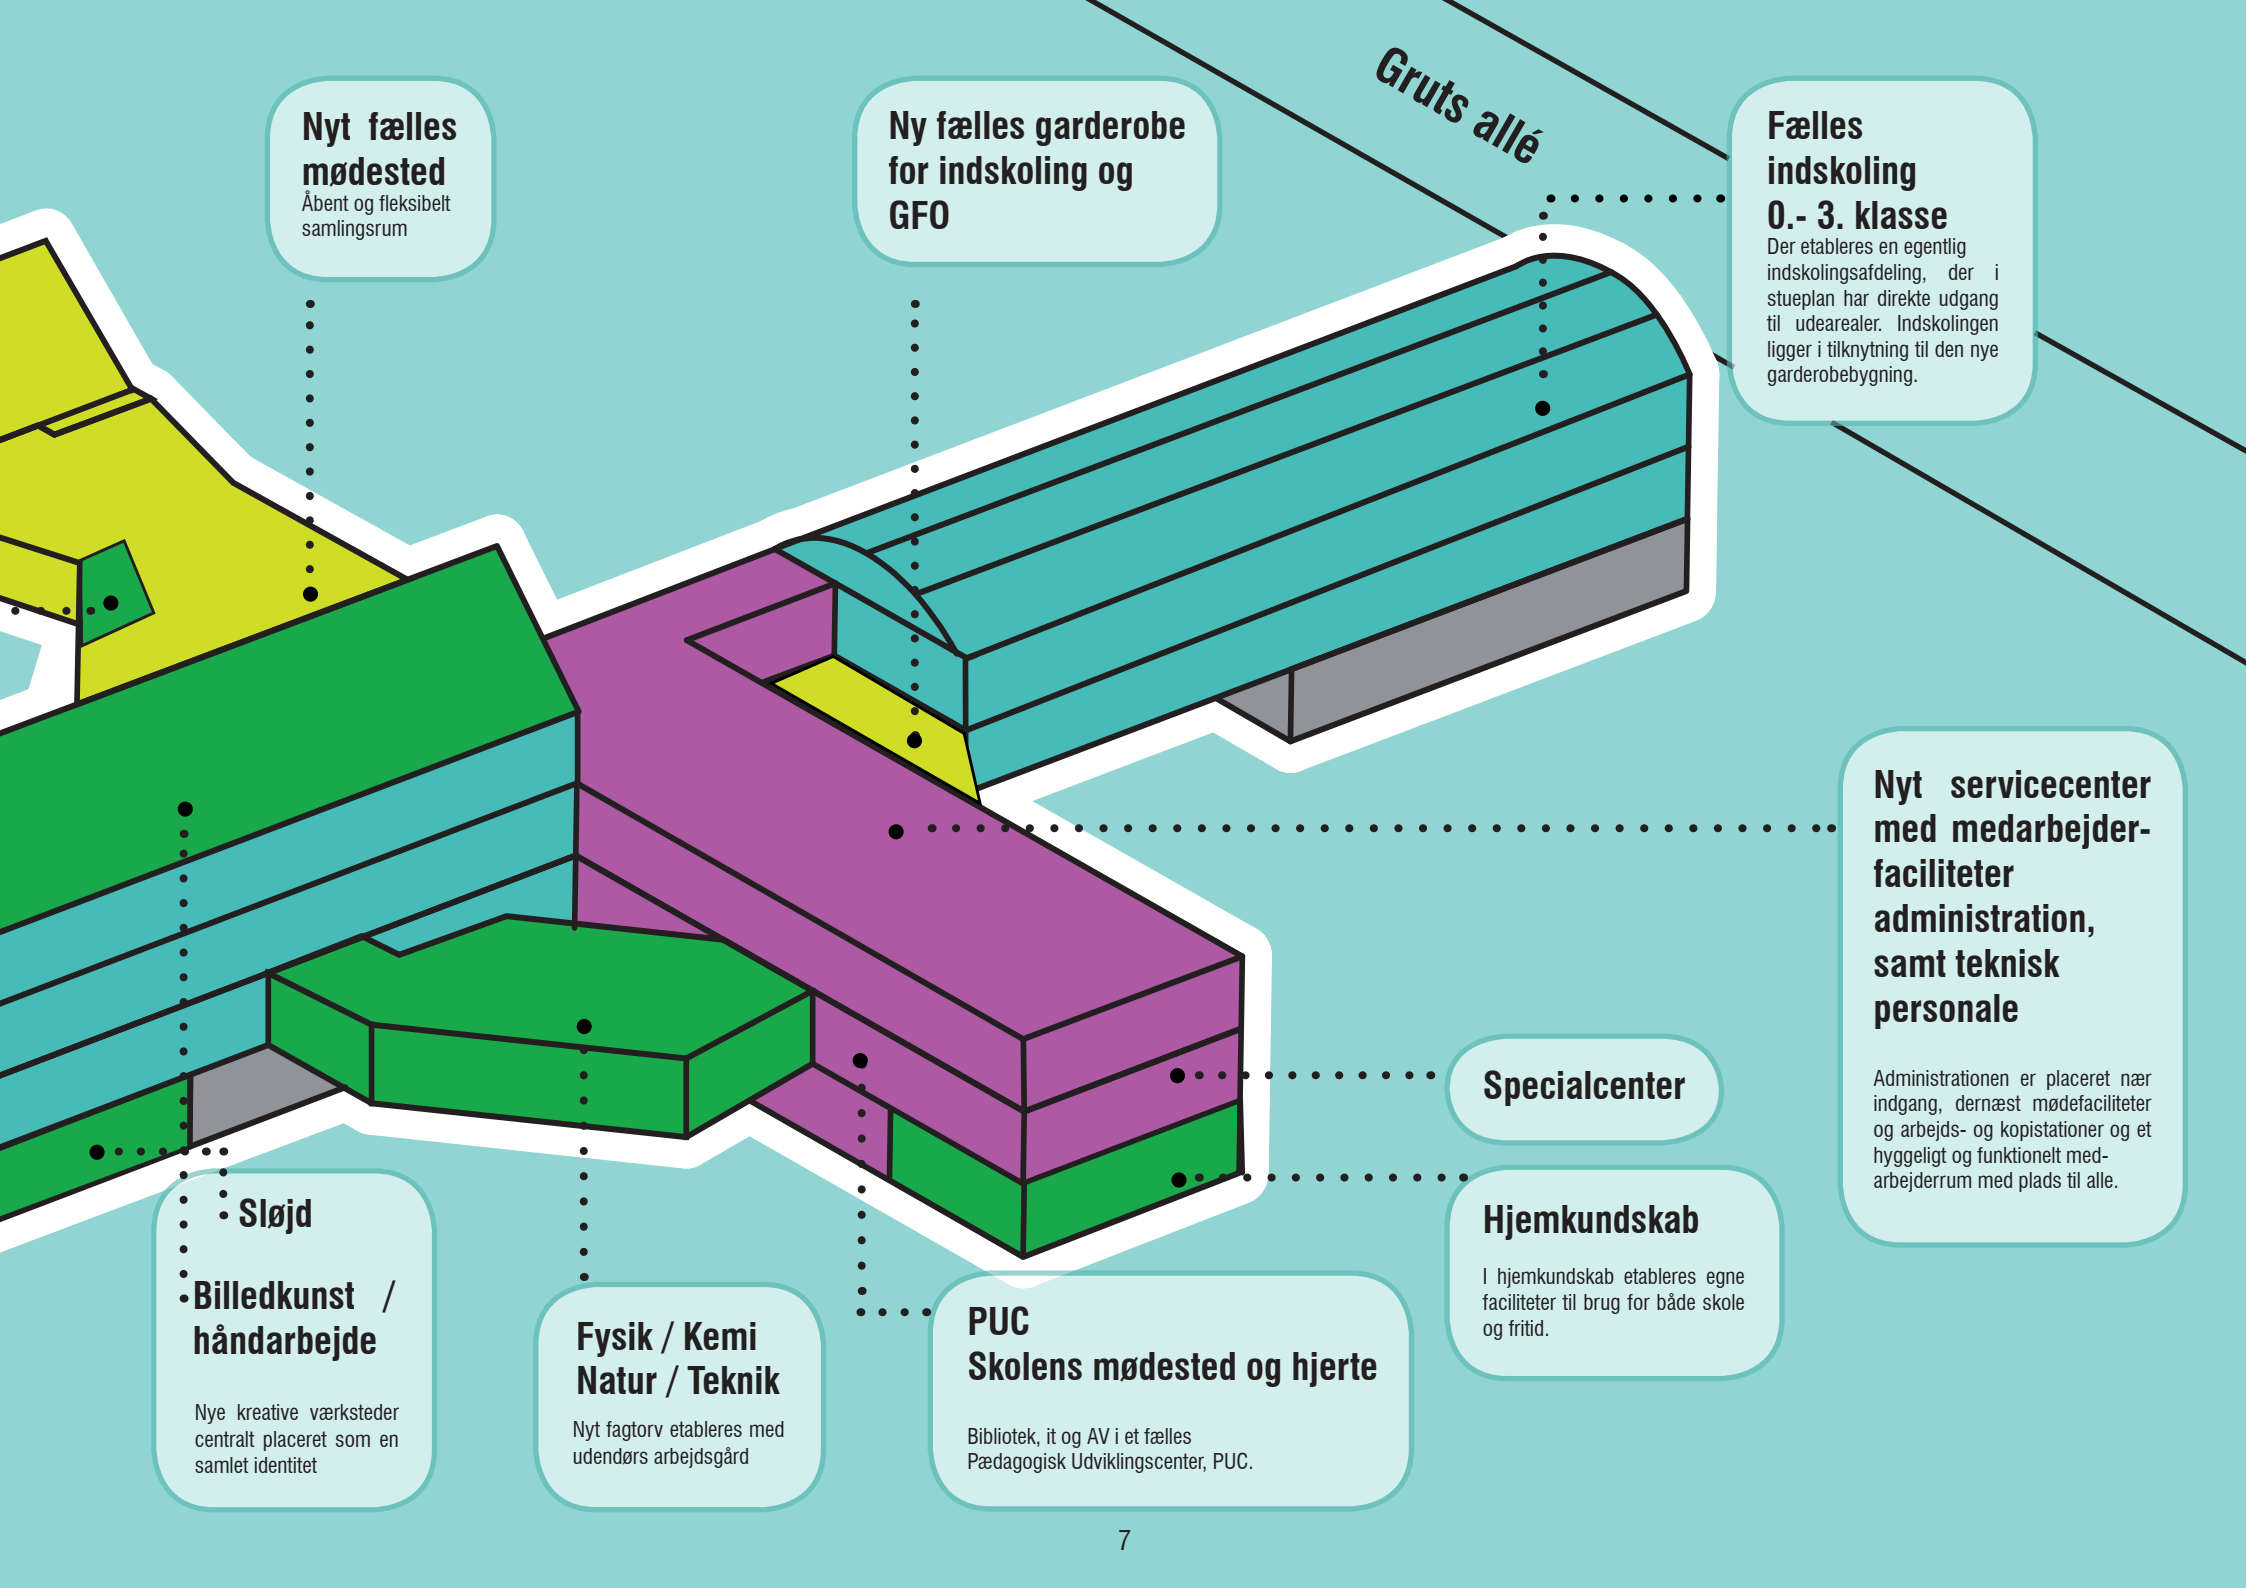 Gruts allé
Nyt fælles
mødested
Åbent og fleksibelt
samlingsrum
Ny fælles garderobe
for indskoling og
GFO
Fælles
indskoling
0.- 3. klasse
Der etableres en egentlig
indskolingsafdeling, der i
stueplan har direkte udgang
til udearealer. Indskolingen
ligger i tilknytning til den nye
garderobebygning.
Nyt servicecenter
med medarbejder-
faciliteter
administration,
samt teknisk
personale
Administrationen er placeret nær
indgang, dernæst mødefaciliteter
og arbejds- og kopistationer og et
hyggeligt og funktionelt med-
arbejderrum med plads til alle.
Specialcenter
Hjemkundskab
I hjemkundskab etableres egne
faciliteter til brug for både skole
og fritid.
Sløjd
Billedkunst /
håndarbejde
Nye kreative værksteder
centralt placeret som en
samlet identitet
Fysik / Kemi
Natur / Teknik
Nyt fagtorv etableres med
udendørs arbejdsgård
PUC
Skolens mødested og hjerte
Bibliotek, it og AV i et fælles
Pædagogisk Udviklingscenter, PUC.
7